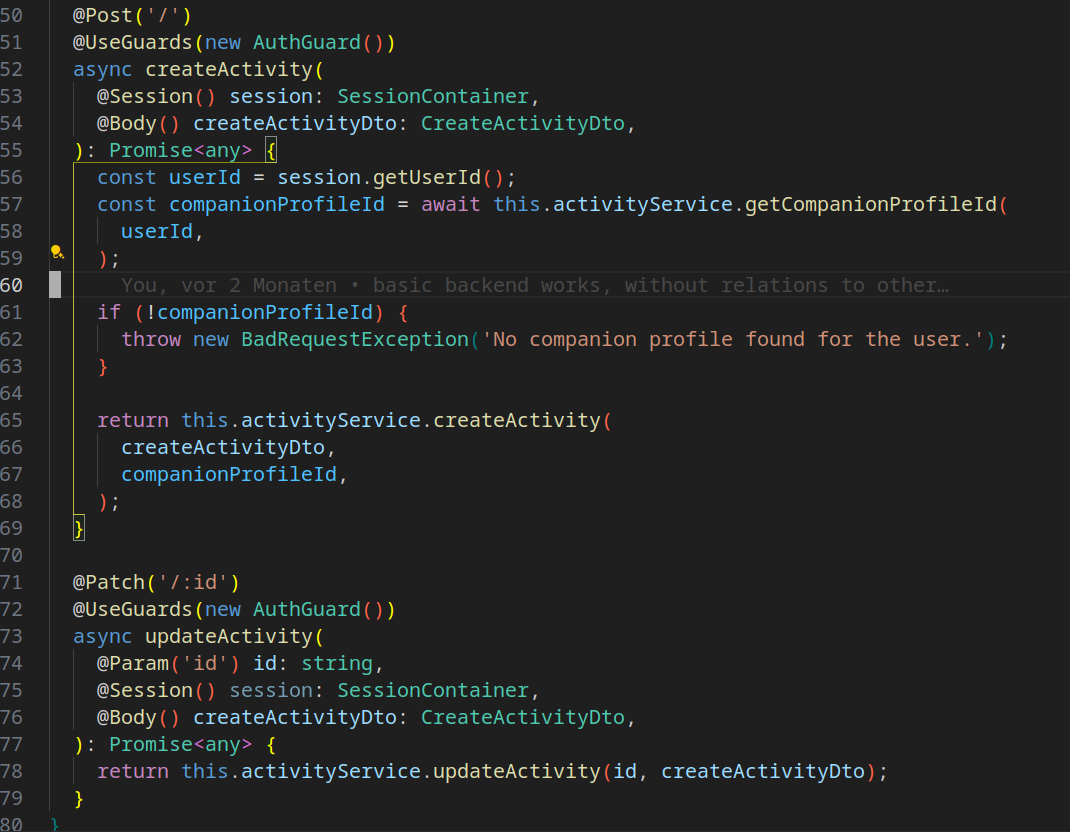 50 @Post('/')
51 @UseGuards(new AuthGuard())
52 async createActivity(
53 @Session() session: SessionContainer,
54 @Body() createActivityDto: CreateActivityDto,
55 ): Promise<any> {
56 const userId = session.getUserId();
57 const companionProfileId = await this.activityService.getCompanionProfileId(
58 userId,
59 );
60 You, vor 2 Monaten • basic backend works, without relations to other…
61 if (!companionProfileId) {
62 throw new BadRequestException('No companion profile found for the user.');
63 }
64
65 return this.activityService.createActivity(
66 createActivityDto,
67 companionProfileId,
68 );
69 }
70
71 @Patch('/:id')
72 @UseGuards(new AuthGuard())
73 async updateActivity(
74 @Param('id') id: string,
75 @Session() session: SessionContainer,
76 @Body() createActivityDto: CreateActivityDto,
77 ): Promise<any> {
78 return this.activityService.updateActivity(id, createActivityDto);
79 }
80 }